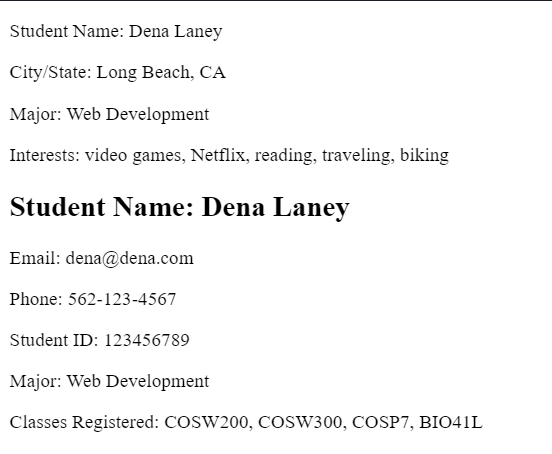 Student Name: Dena Laney
City/State: Long Beach, CA
Major: Web Development
Interests: video games, Netflix, reading, traveling, biking
Student Name: Dena Laney
Email: dena@dena.com
Phone: 562-123-4567
Student ID: 123456789
Major: Web Development
Classes Registered: COSW200, COSW300, COSP7, BIO41L